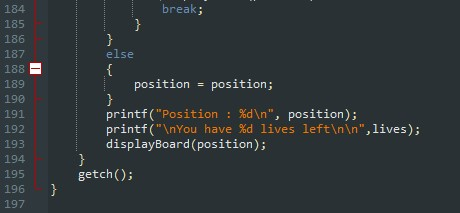 184 break;
185 }
186 }
187 else
188 {
189 position = position;
190 }
191 printf("Position : %d\n", position);
192 printf("\nYou have %d lives left\n\n",lives);
193 displayBoard(position);
194 }
195 getch();
196 }
197